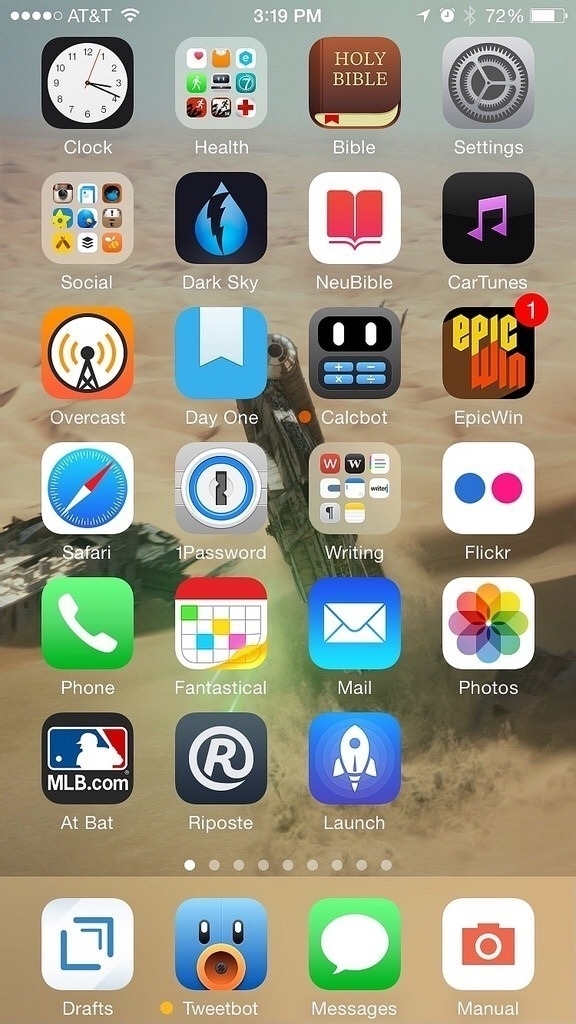 AT&T 3:19 PM 72%
12 1 2 3 4 5 6 7 8 9 10 11
HOLY
BIBLE
Clock Health Bible Settings
Social Dark Sky NeuBible CarTunes
epic
win
1
Overcast Day One Calcbot EpicWin
W W
writer
¶
Safari 1Password Writing Flickr
Phone Fantastical Mail Photos
MLB.com
R
At Bat Riposte Launch
Drafts Tweetbot Messages Manual